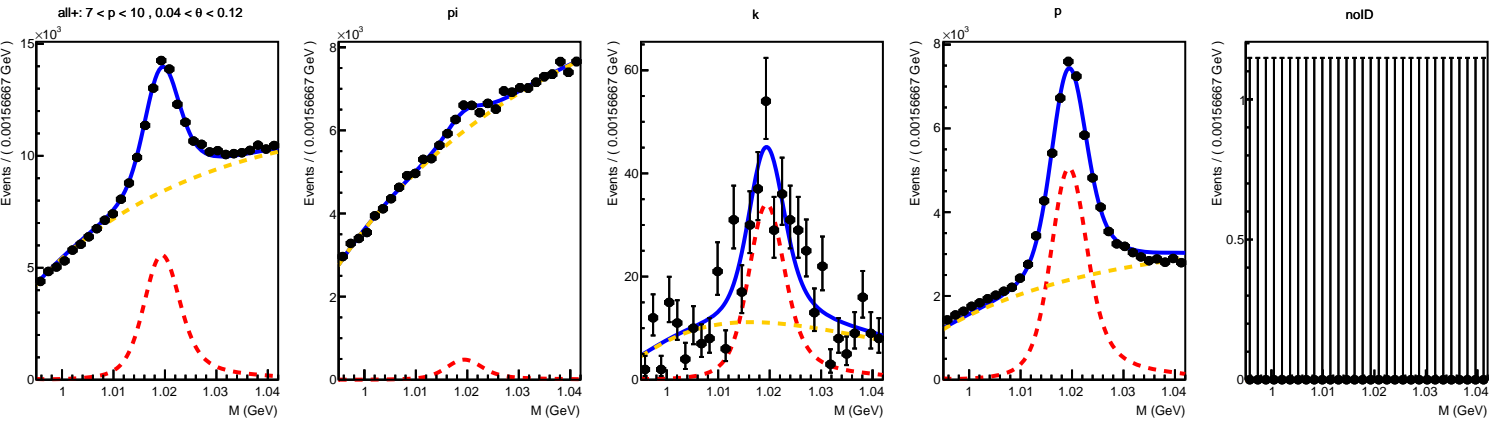 all+: 7 < p < 10 , 0.04 < θ < 0.12
×10³
15
10
5
0
Events / ( 0.00156667 GeV )
1 1.01 1.02 1.03 1.04
M (GeV)
pi
×10³
8
6
4
2
0
Events / ( 0.00156667 GeV )
1 1.01 1.02 1.03 1.04
M (GeV)
k
60
40
20
0
Events / ( 0.00156667 GeV )
1 1.01 1.02 1.03 1.04
M (GeV)
p
×10³
8
6
4
2
0
Events / ( 0.00156667 GeV )
1 1.01 1.02 1.03 1.04
M (GeV)
noID
1
0.5
0
Events / ( 0.00156667 GeV )
1 1.01 1.02 1.03 1.04
M (GeV)